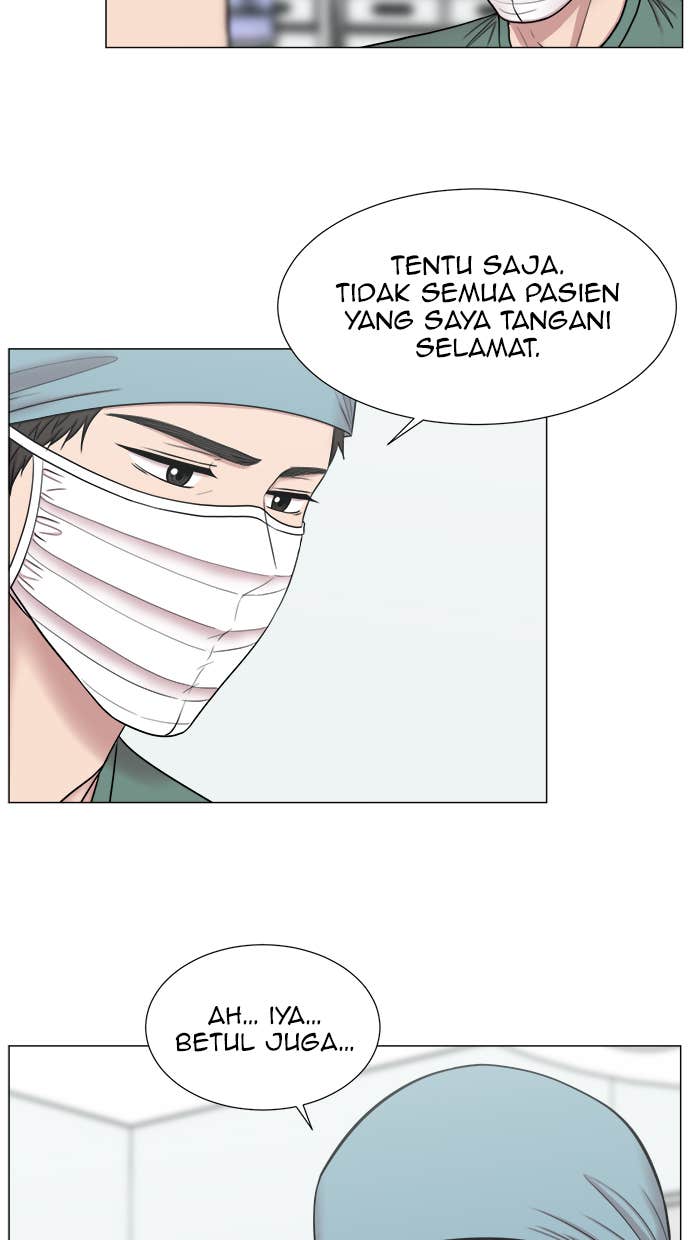 TENTU SAJA.
TIDAK SEMUA PASIEN
YANG SAYA TANGANI
SELAMAT.
AH... IYA...
BETUL JUGA...